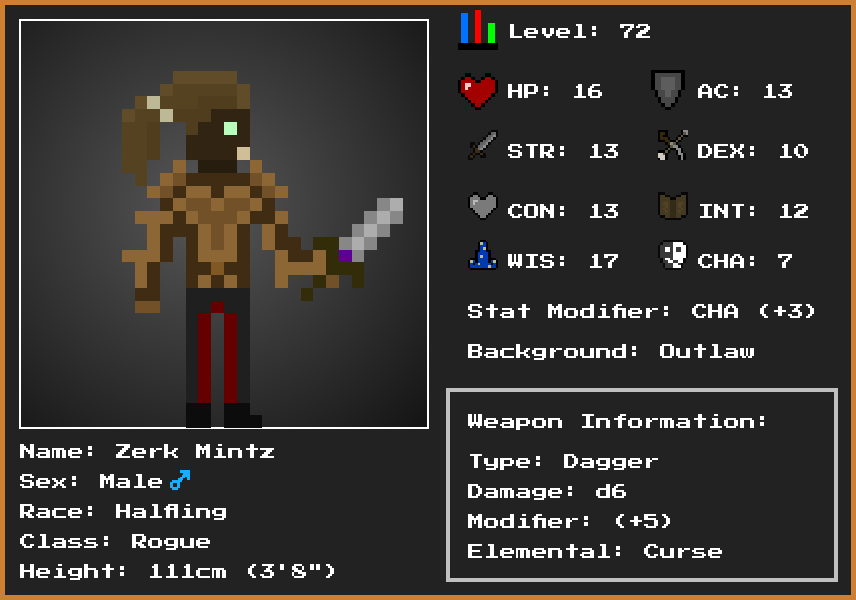 Level: 72
HP: 16
AC: 13
STR: 13
DEX: 10
CON: 13
INT: 12
WIS: 17
CHA: 7
Stat Modifier: CHA (+3)
Background: Outlaw
Weapon Information:
Type: Dagger
Damage: d6
Modifier: (+5)
Elemental: Curse
Name: Zerk Mintz
Sex: Male ♂
Race: Halfling
Class: Rogue
Height: 111cm (3'8")